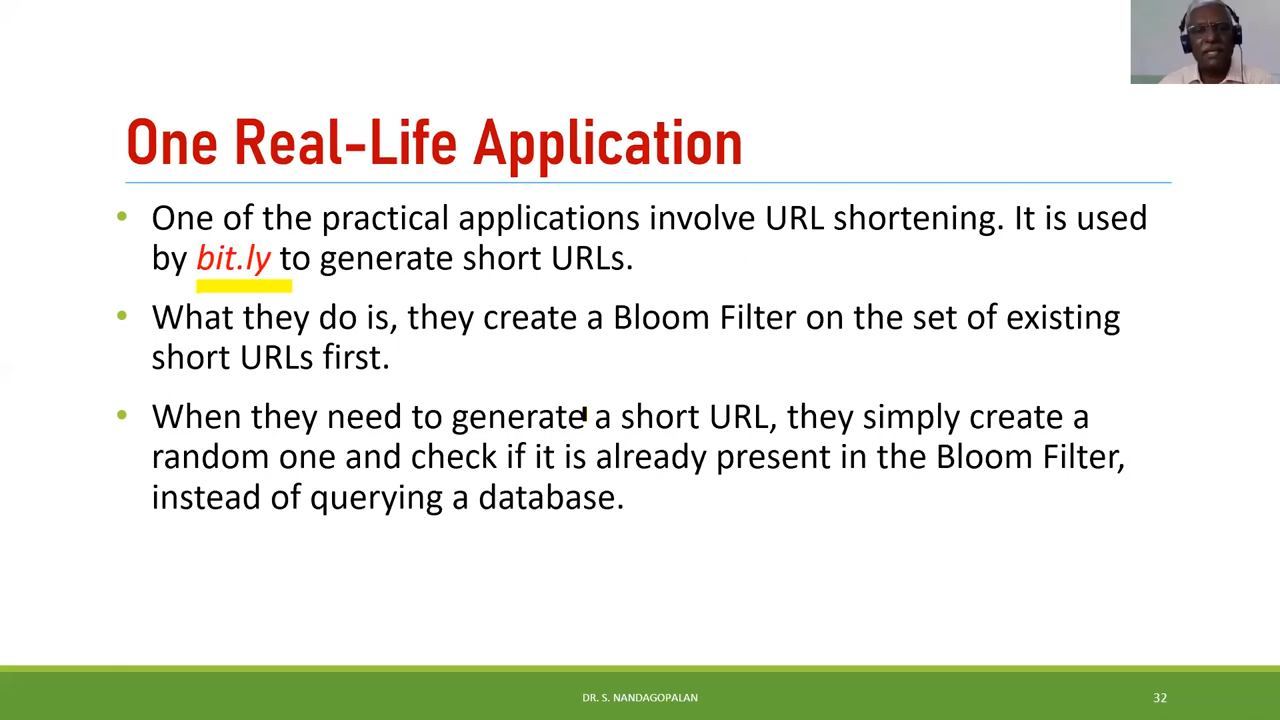 One Real-Life Application
• One of the practical applications involve URL shortening. It is used
by bit.ly to generate short URLs.
• What they do is, they create a Bloom Filter on the set of existing
short URLs first.
• When they need to generate a short URL, they simply create a
random one and check if it is already present in the Bloom Filter,
instead of querying a database.
DR. S. NANDAGOPALAN
32